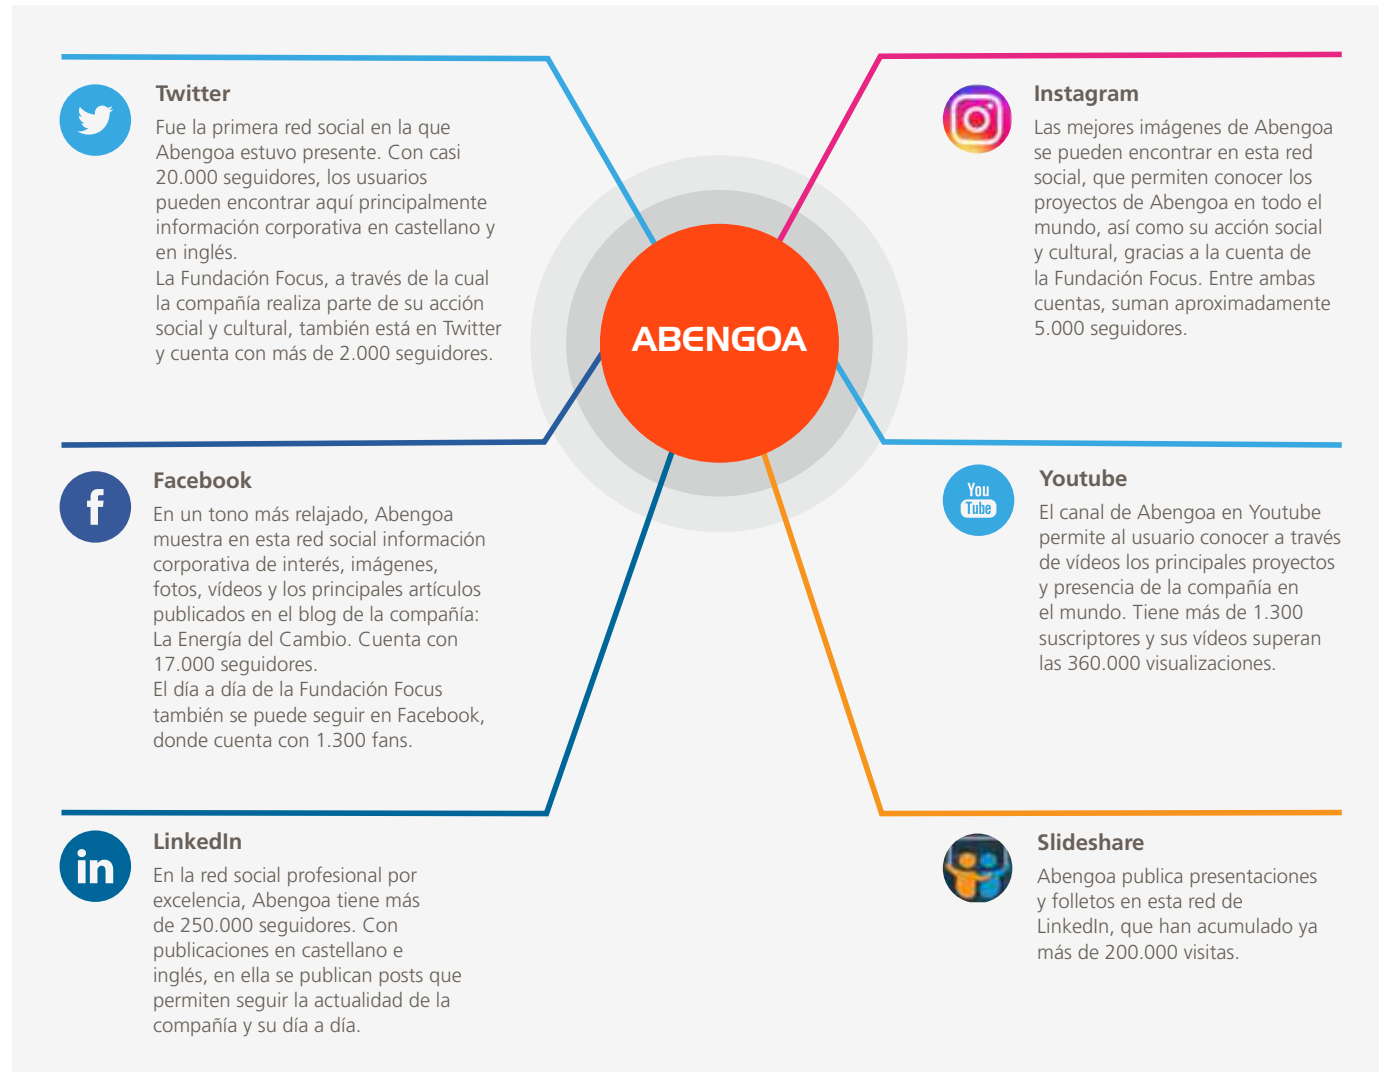 Twitter
Fue la primera red social en la que
Abengoa estuvo presente. Con casi
20.000 seguidores, los usuarios
pueden encontrar aquí principalmente
información corporativa en castellano y
en inglés.
La Fundación Focus, a través de la cual
la compañía realiza parte de su acción
social y cultural, también está en Twitter
y cuenta con más de 2.000 seguidores.
Instagram
Las mejores imágenes de Abengoa
se pueden encontrar en esta red
social, que permiten conocer los
proyectos de Abengoa en todo el
mundo, así como su acción social
y cultural, gracias a la cuenta de
la Fundación Focus. Entre ambas
cuentas, suman aproximadamente
5.000 seguidores.
ABENGOA
f
Facebook
En un tono más relajado, Abengoa
muestra en esta red social información
corporativa de interés, imágenes,
fotos, vídeos y los principales artículos
publicados en el blog de la compañía:
La Energía del Cambio. Cuenta con
17.000 seguidores.
El día a día de la Fundación Focus
también se puede seguir en Facebook,
donde cuenta con 1.300 fans.
You
Tube
Youtube
El canal de Abengoa en Youtube
permite al usuario conocer a través
de vídeos los principales proyectos
y presencia de la compañía en
el mundo. Tiene más de 1.300
suscriptores y sus vídeos superan
las 360.000 visualizaciones.
in
LinkedIn
En la red social profesional por
excelencia, Abengoa tiene más
de 250.000 seguidores. Con
publicaciones en castellano e
inglés, en ella se publican posts que
permiten seguir la actualidad de la
compañía y su día a día.
Slideshare
Abengoa publica presentaciones
y folletos en esta red de
LinkedIn, que han acumulado ya
más de 200.000 visitas.